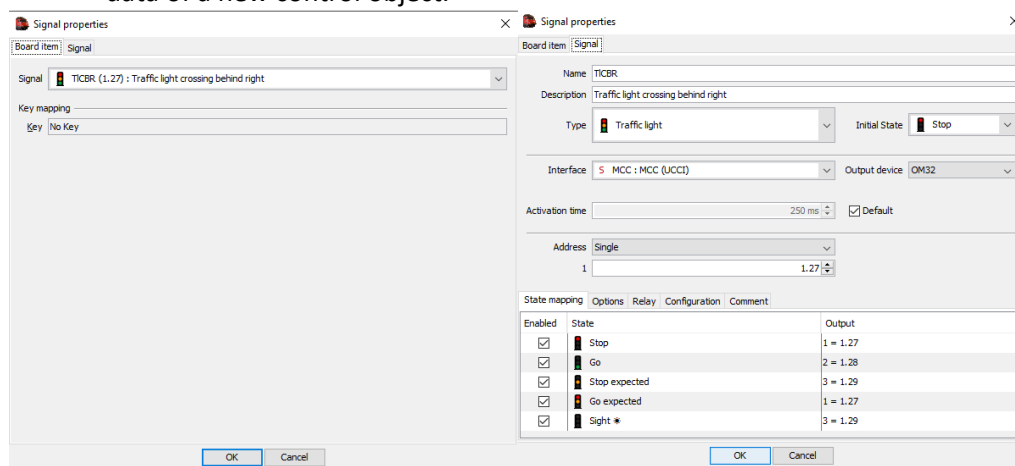 data of a new control object.
Signal properties
Board item Signal
Signal TlCBR (1.27) : Traffic light crossing behind right
Key mapping
Key No Key
OK Cancel
Signal properties
Board item Signal
Name TlCBR
Description Traffic light crossing behind right
Type Traffic light Initial State Stop
Interface S MCC : MCC (UCCI) Output device OM32
Activation time 250 ms Default
Address Single
1 1.27
State mapping Options Relay Configuration Comment
Enabled State Output
Stop 1 = 1.27
Go 2 = 1.28
Stop expected 3 = 1.29
Go expected 1 = 1.27
Sight ☀ 3 = 1.29
OK Cancel